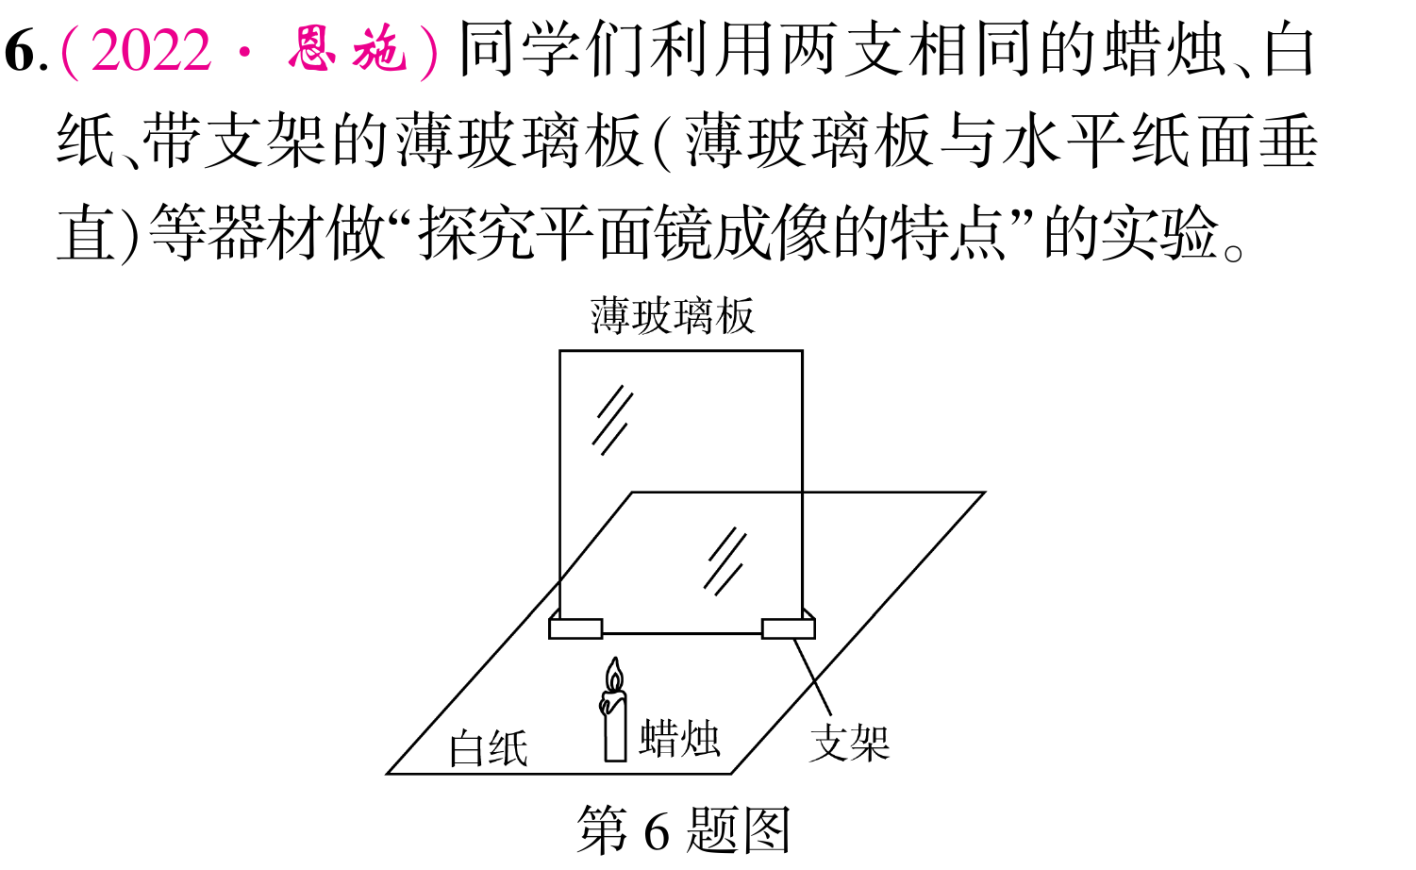 6.(2022·恩施)同学们利用两支相同的蜡烛、白
纸、带支架的薄玻璃板(薄玻璃板与水平纸面垂
直)等器材做“探究平面镜成像的特点”的实验。
薄玻璃板
白纸
蜡烛
支架
第6题图